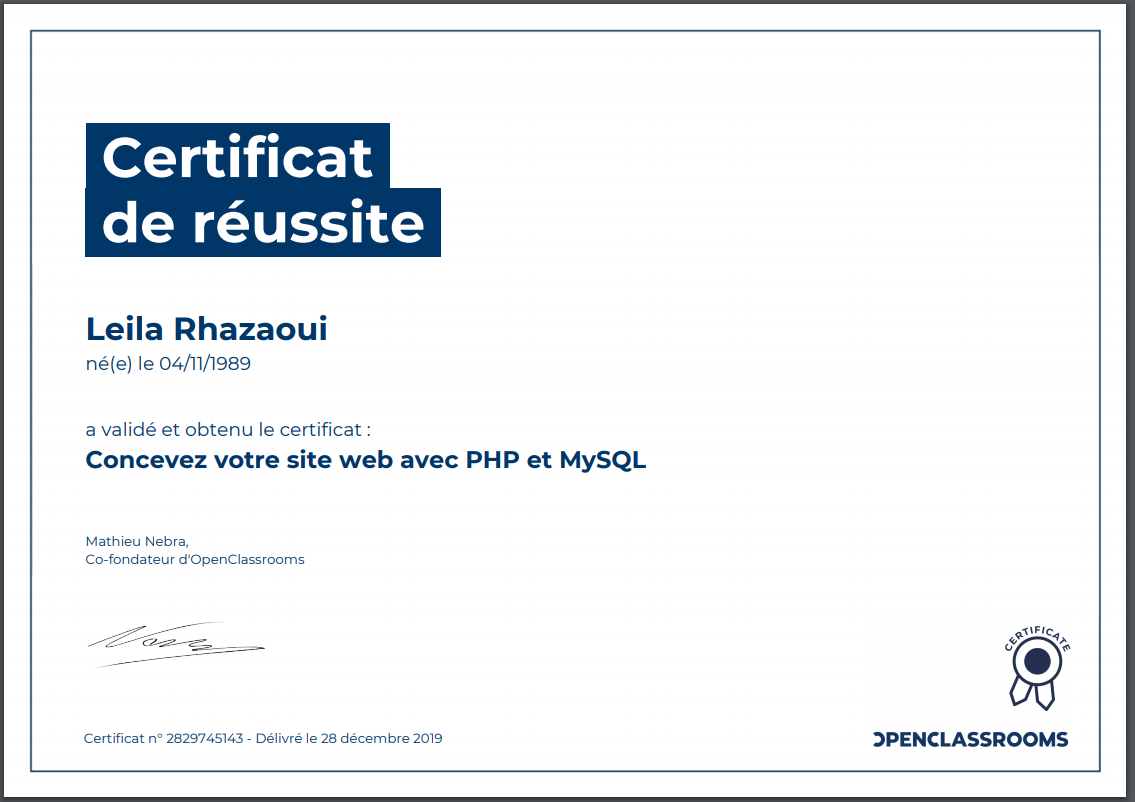 Certificat
de réussite
Leila Rhazaoui
né(e) le 04/11/1989
a validé et obtenu le certificat :
Concevez votre site web avec PHP et MySQL
Mathieu Nebra,
Co-fondateur d'OpenClassrooms
CERTIFICATE
Certificat n° 2829745143 - Délivré le 28 décembre 2019
OPENCLASSROOMS